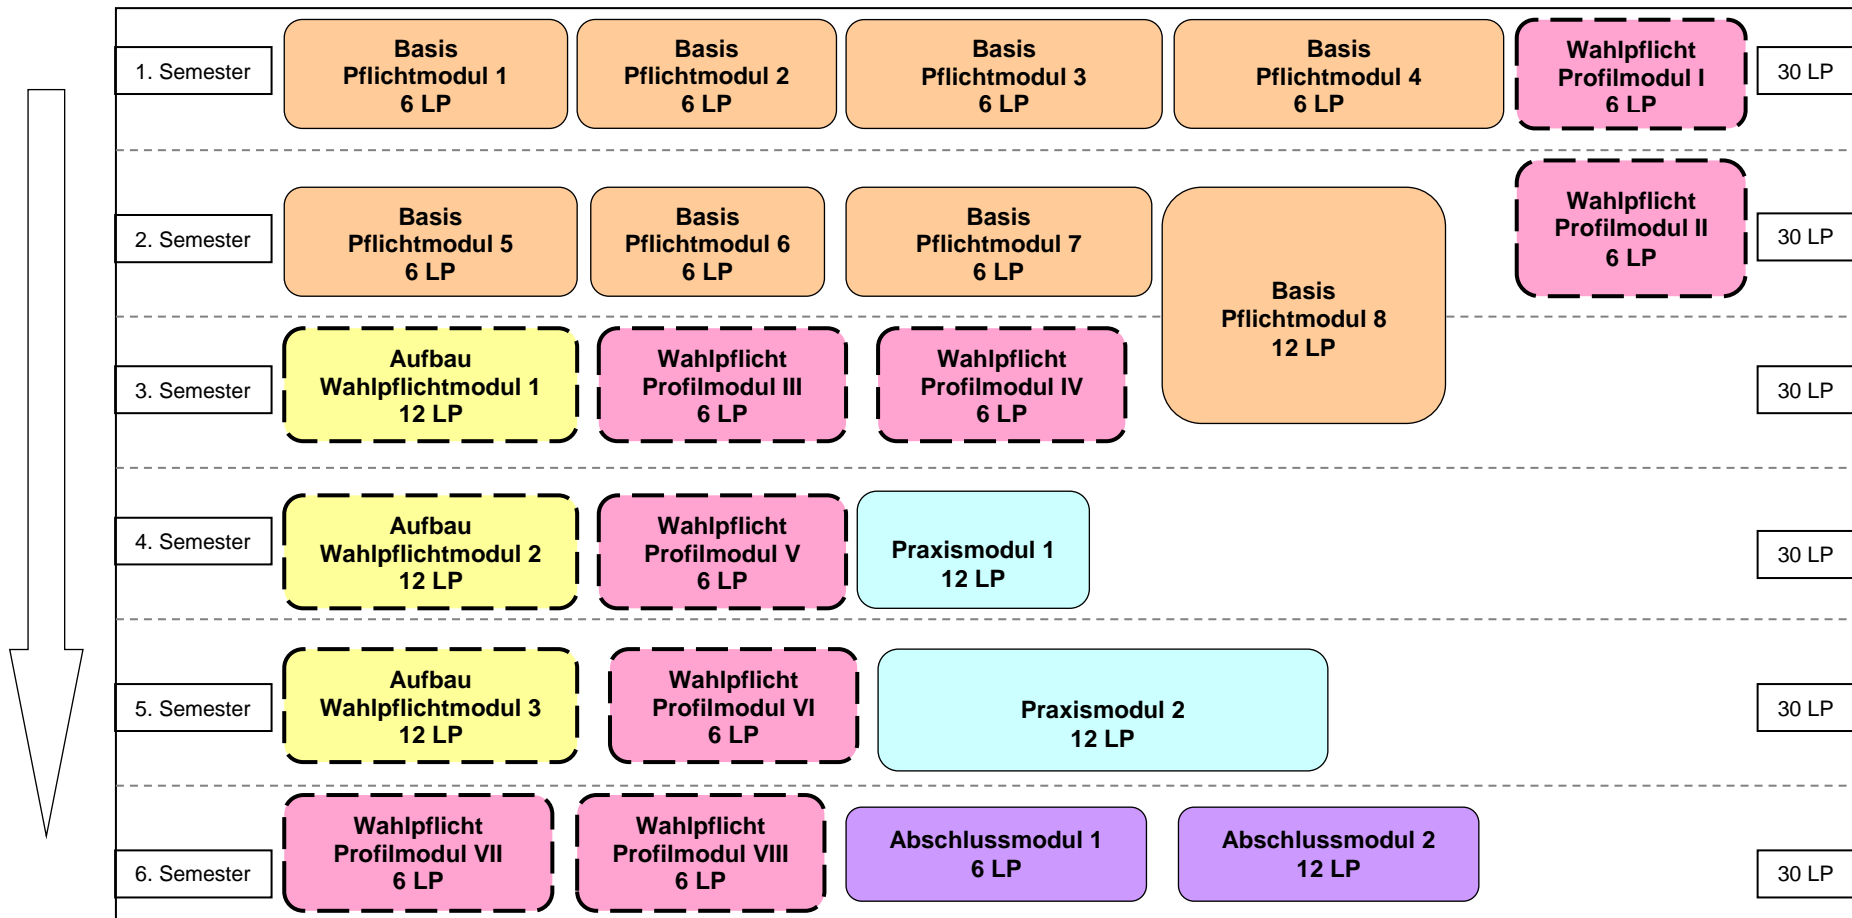 1. Semester
Basis
Pflichtmodul 1
6 LP
Basis
Pflichtmodul 2
6 LP
Basis
Pflichtmodul 3
6 LP
Basis
Pflichtmodul 4
6 LP
Wahlpflicht
Profilmodul I
6 LP
30 LP
2. Semester
Basis
Pflichtmodul 5
6 LP
Basis
Pflichtmodul 6
6 LP
Basis
Pflichtmodul 7
6 LP
Basis
Pflichtmodul 8
12 LP
Wahlpflicht
Profilmodul II
6 LP
30 LP
3. Semester
Aufbau
Wahlpflichtmodul 1
12 LP
Wahlpflicht
Profilmodul III
6 LP
Wahlpflicht
Profilmodul IV
6 LP
30 LP
4. Semester
Aufbau
Wahlpflichtmodul 2
12 LP
Wahlpflicht
Profilmodul V
6 LP
Praxismodul 1
12 LP
30 LP
5. Semester
Aufbau
Wahlpflichtmodul 3
12 LP
Wahlpflicht
Profilmodul VI
6 LP
Praxismodul 2
12 LP
30 LP
6. Semester
Wahlpflicht
Profilmodul VII
6 LP
Wahlpflicht
Profilmodul VIII
6 LP
Abschlussmodul 1
6 LP
Abschlussmodul 2
12 LP
30 LP